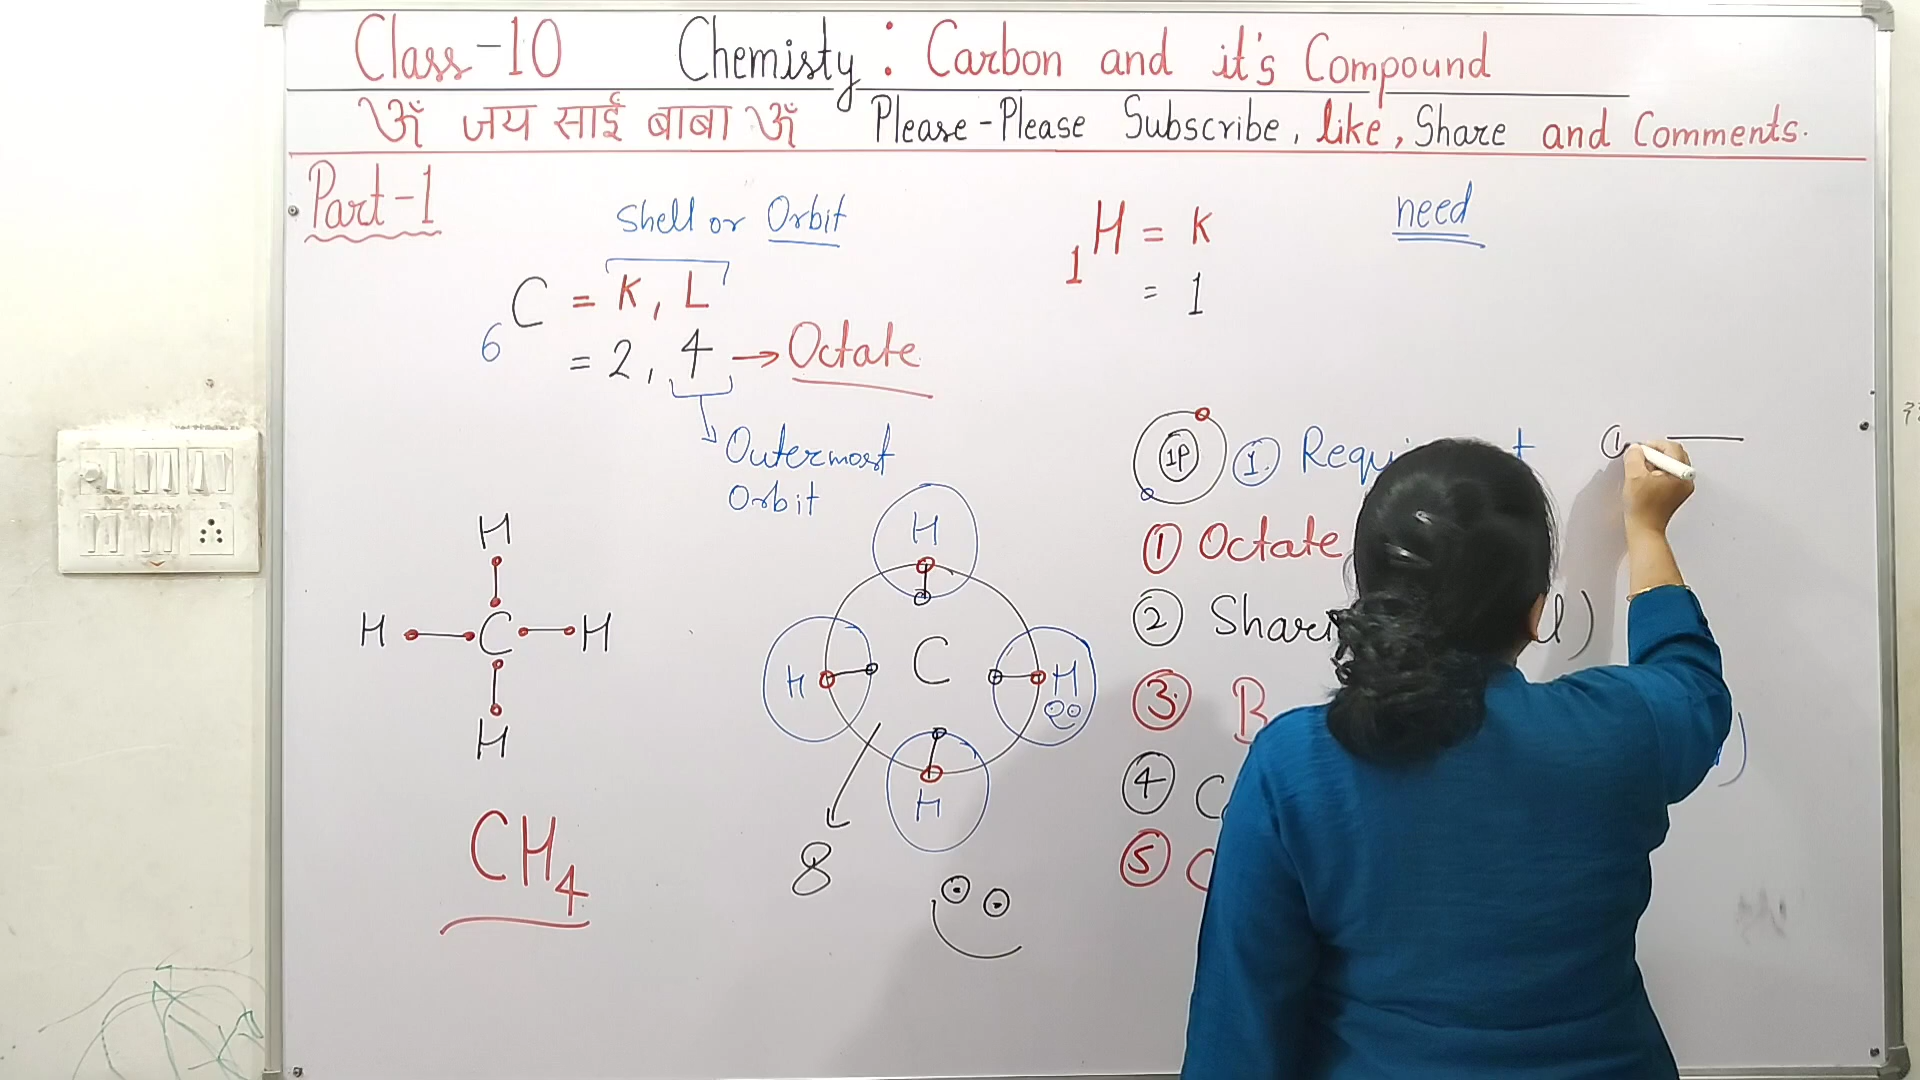 Class-10 Chemisty: Carbon and it's Compound
ॐ जय साईं बाबा ॐ Please-Please Subscribe, like, Share and Comments.
Part-1
Shell or Orbit
need
1H = K
= 1
6C = K, L
= 2, 4 → Octate
Outermost
Orbit
1P
1.
①
① Octate
②
③.
④
⑤
H
H C H
H
CH4
H
H C H
H
8